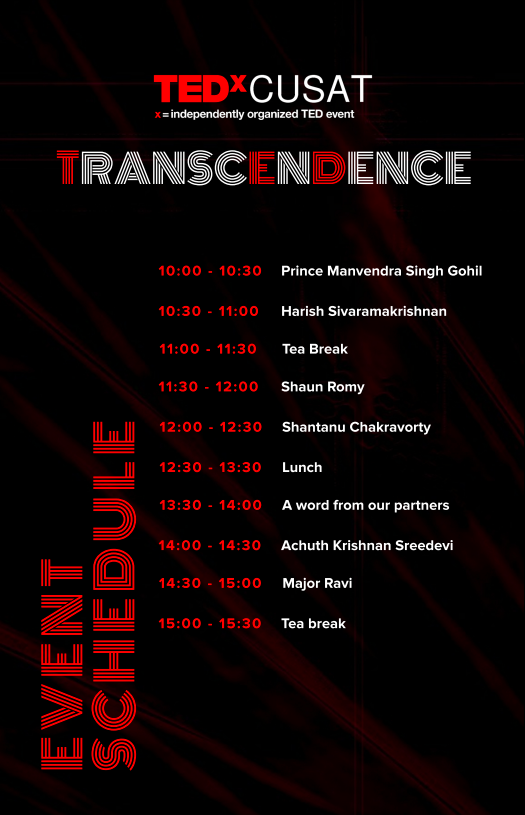 TEDxCUSAT
x = independently organized TED event
TRANSCENDENCE
10:00 - 10:30 Prince Manvendra Singh Gohil
10:30 - 11:00 Harish Sivaramakrishnan
11:00 - 11:30 Tea Break
11:30 - 12:00 Shaun Romy
12:00 - 12:30 Shantanu Chakravorty
12:30 - 13:30 Lunch
13:30 - 14:00 A word from our partners
14:00 - 14:30 Achuth Krishnan Sreedevi
14:30 - 15:00 Major Ravi
15:00 - 15:30 Tea break
EVENT
SCHEDULE